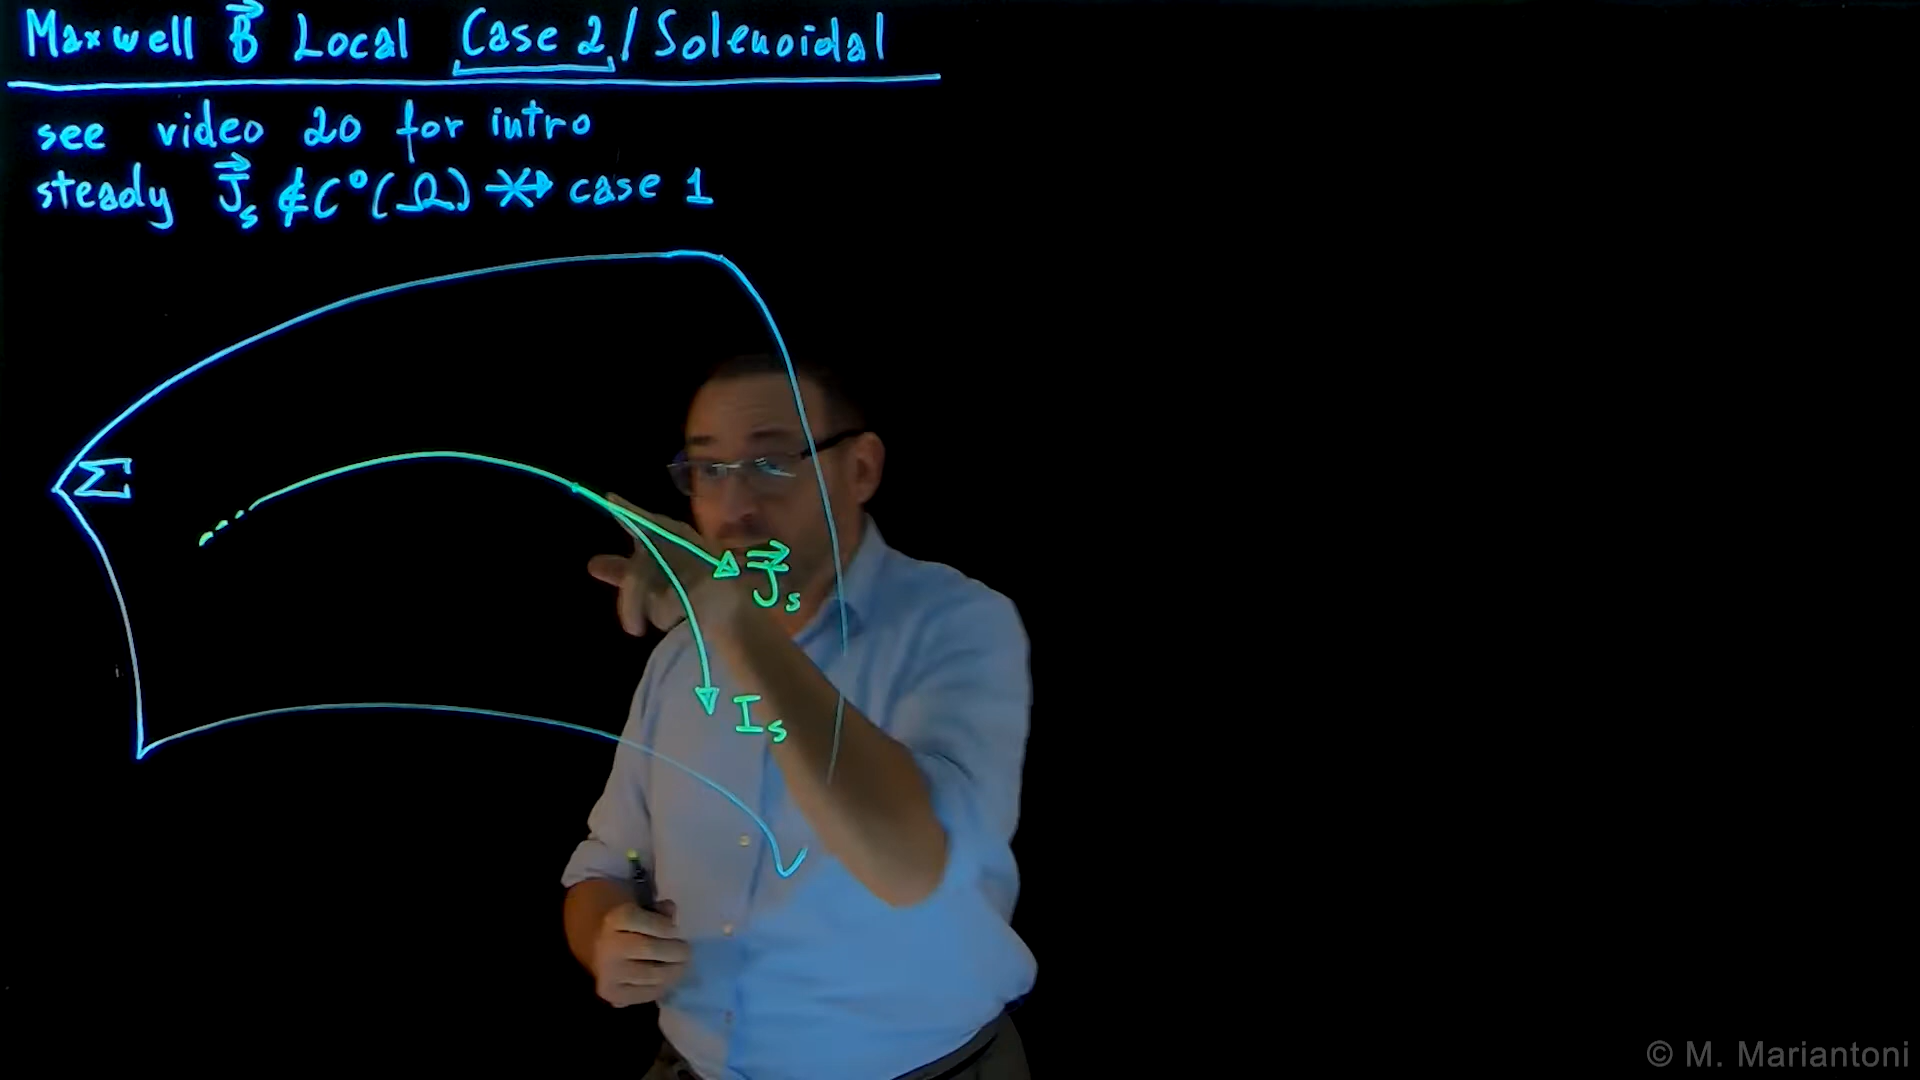 Maxwell B⃗ Local Case 2 / Solenoidal
see video 20 for intro
steady J⃗s ∉ C⁰(Ω) ↛ case 1
Σ
J⃗s
Is
© M. Mariantoni